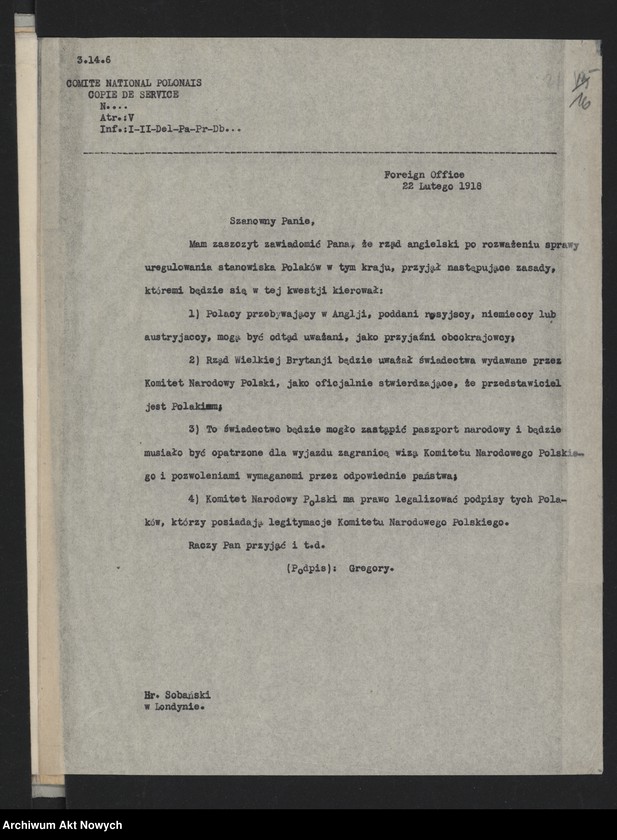 3.14.6
COMITE NATIONAL POLONAIS
COPIE DE SERVICE
N....
Atr.:V
Inf.:I-II-Del-Pa-Pr-Db...
Foreign Office
22 Lutego 1918
Szanowny Panie,
Mam zaszczyt zawiadomić Pana, że rząd angielski po rozważeniu sprawy
uregulowania stanowiska Polaków w tym kraju, przyjął następujące zasady,
któremi będzie się w tej kwestji kierował:
1) Polacy przebywający w Anglji, poddani rosyjscy, niemieccy lub
austryjaccy, mogą być odtąd uważani, jako przyjaźni obcokrajowcy;
2) Rząd Wielkiej Brytanji będzie uważał świadectwa wydawane przez
Komitet Narodowy Polski, jako oficjalnie stwierdzające, że przedstawiciel
jest Polakiem;
3) To świadectwo będzie mogło zastąpić paszport narodowy i będzie
musiało być opatrzone dla wyjazdu zagranicę wizą Komitetu Narodowego Polskie-
go i pozwoleniami wymaganemi przez odpowiednie państwa;
4) Komitet Narodowy Polski ma prawo legalizować podpisy tych Pola-
ków, którzy posiadają legitymacje Komitetu Narodowego Polskiego.
Raczy Pan przyjąć i t.d.
(Podpis): Gregory.
Hr. Sobański
w Londynie.
16
Archiwum Akt Nowych